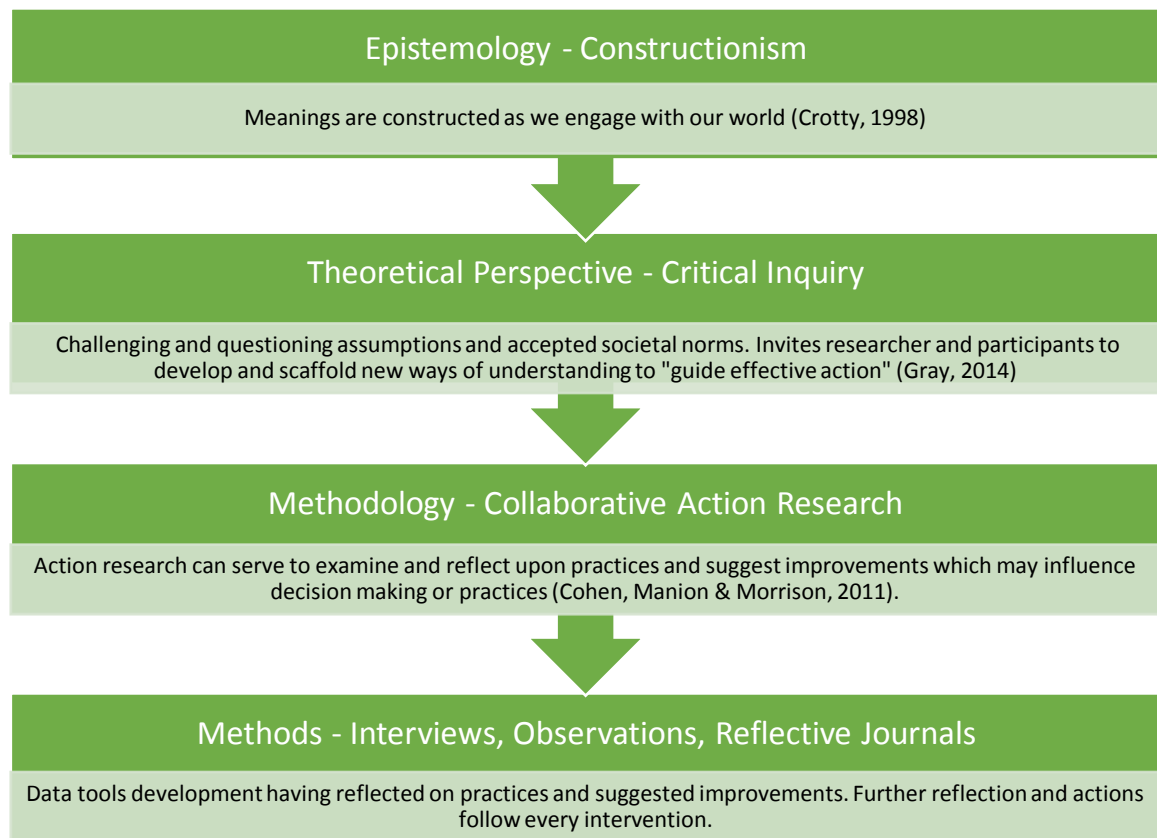 Epistemology - Constructionism
Meanings are constructed as we engage with our world (Crotty, 1998)
Theoretical Perspective - Critical Inquiry
Challenging and questioning assumptions and accepted societal norms. Invites researcher and participants to
develop and scaffold new ways of understanding to "guide effective action" (Gray, 2014)
Methodology - Collaborative Action Research
Action research can serve to examine and reflect upon practices and suggest improvements which may influence
decision making or practices (Cohen, Manion & Morrison, 2011).
Methods - Interviews, Observations, Reflective Journals
Data tools development having reflected on practices and suggested improvements. Further reflection and actions
follow every intervention.